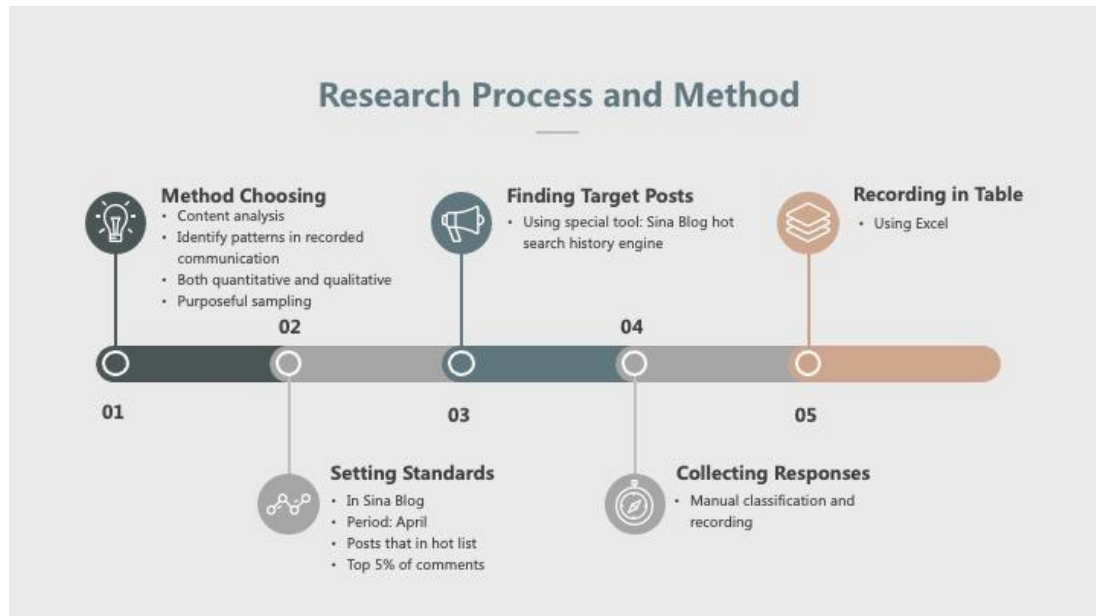 Research Process and Method
Method Choosing
• Content analysis
• Identify patterns in recorded
communication
• Both quantitative and qualitative
• Purposeful sampling
01
02
Setting Standards
• In Sina Blog
• Period: April
• Posts that in hot list
• Top 5% of comments
Finding Target Posts
• Using special tool: Sina Blog hot
search history engine
03
04
Collecting Responses
• Manual classification and
recording
Recording in Table
• Using Excel
05